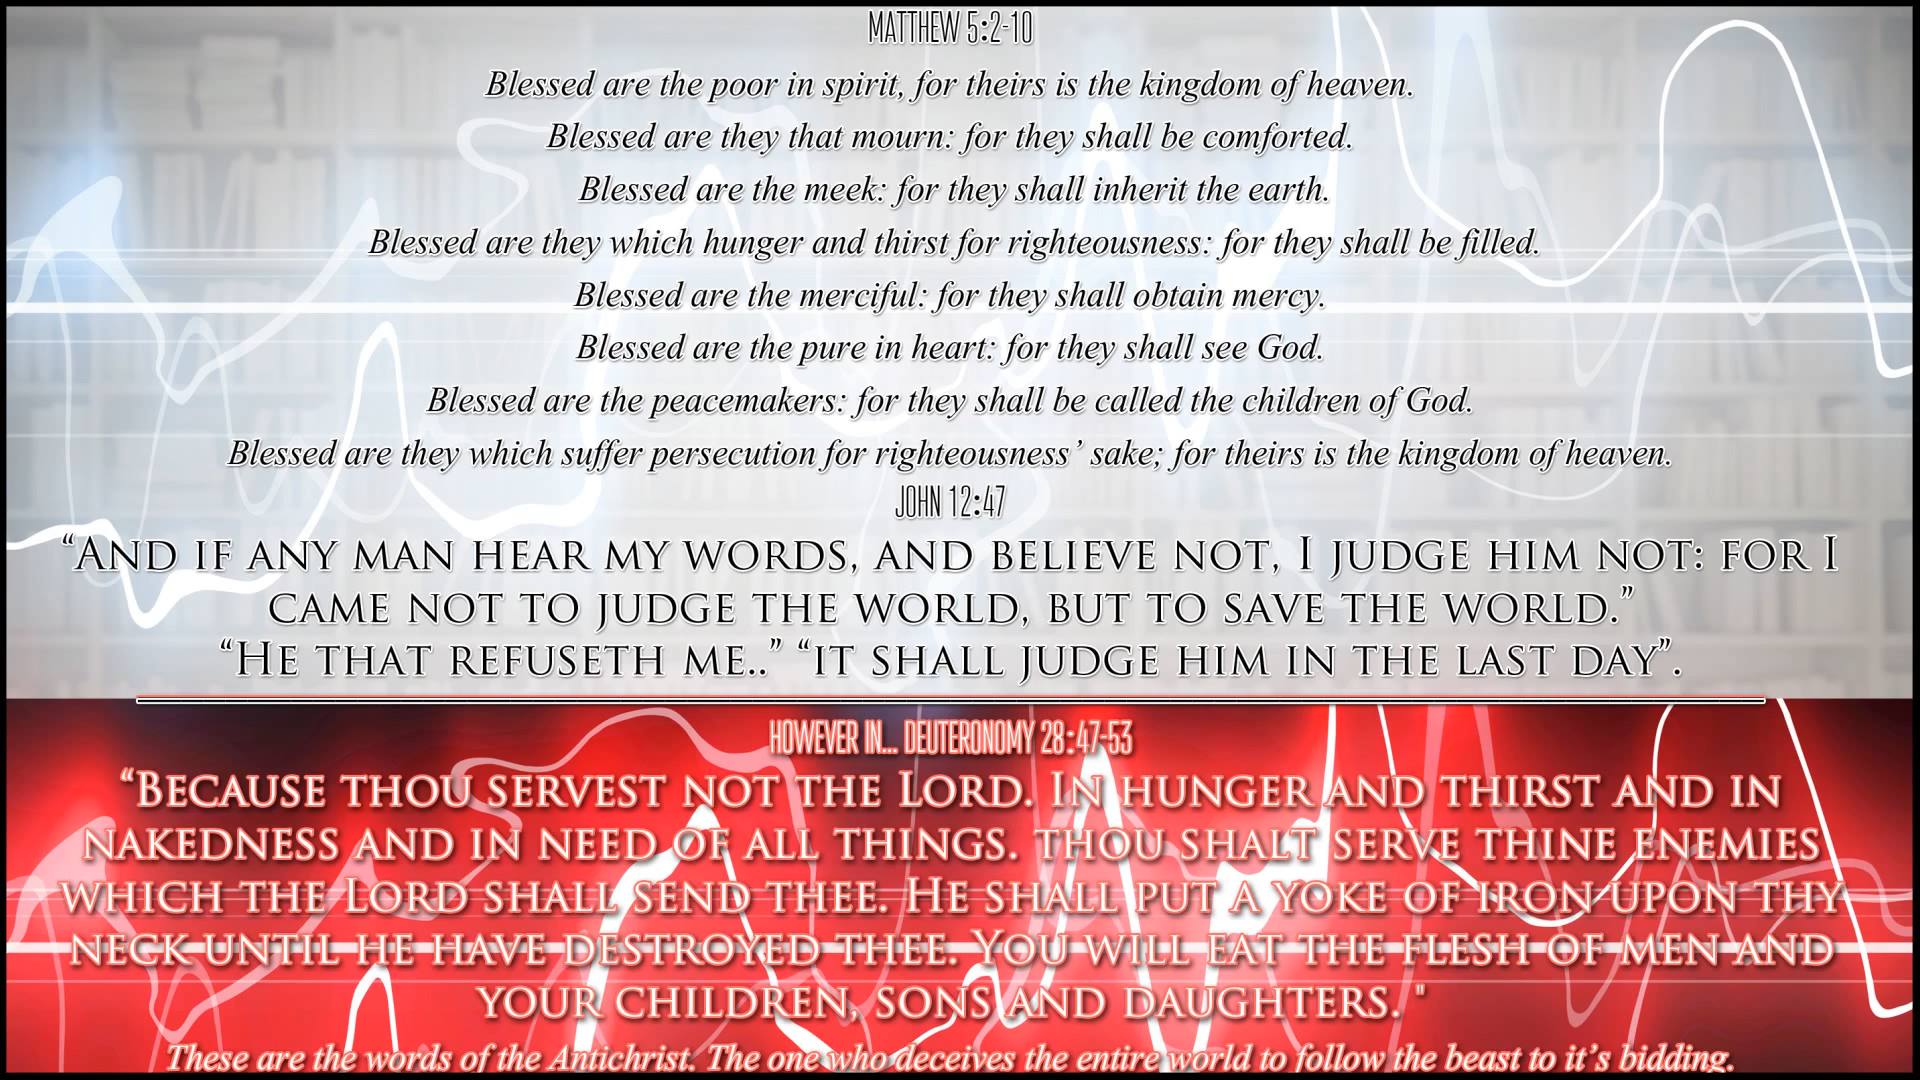 MATTHEW 5:2-10
Blessed are the poor in spirit, for theirs is the kingdom of heaven.
Blessed are they that mourn: for they shall be comforted.
Blessed are the meek: for they shall inherit the earth.
Blessed are they which hunger and thirst for righteousness: for they shall be filled.
Blessed are the merciful: for they shall obtain mercy.
Blessed are the pure in heart: for they shall see God.
Blessed are the peacemakers: for they shall be called the children of God.
Blessed are they which suffer persecution for righteousness’ sake; for theirs is the kingdom of heaven.
JOHN 12:47
“And if any man hear my words, and believe not, I judge him not: for I
came not to judge the world, but to save the world.”
“He that refuseth me..” “it shall judge him in the last day”.
HOWEVER IN... DEUTERONOMY 28:47-53
“Because thou servest not the Lord. In hunger and thirst and in
nakedness and in need of all things. thou shalt serve thine enemies
which the Lord shall send thee. He shall put a yoke of iron upon thy
neck until he have destroyed thee. You will eat the flesh of men and
your children, sons and daughters. "
These are the words of the Antichrist. The one who deceives the entire world to follow the beast to it’s bidding.